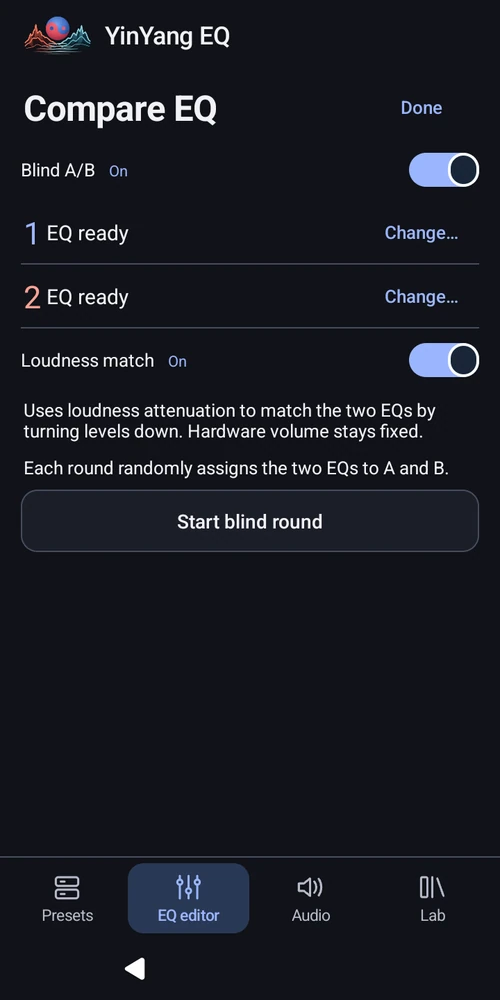 YinYang EQ
Compare EQ
Done
Blind A/B On
1 EQ ready
Change...
2 EQ ready
Change...
Loudness match On
Uses loudness attenuation to match the two EQs by
turning levels down. Hardware volume stays fixed.
Each round randomly assigns the two EQs to A and B.
Start blind round
Presets
EQ editor
Audio
Lab